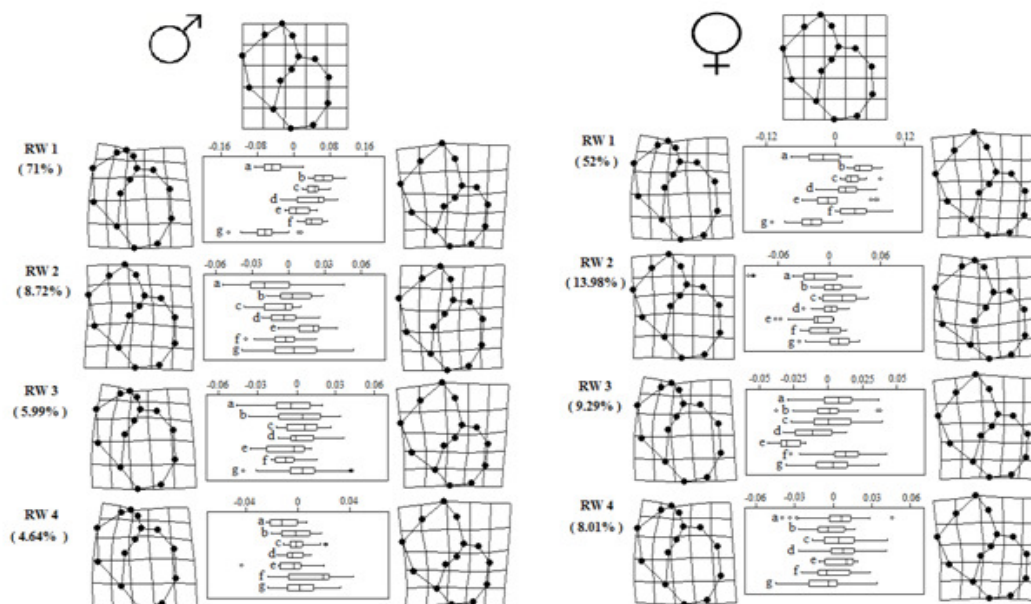 RW 1
(71%)
-0.16 -0.08 0 0.08 0.16
a
b
c
d
e
f
g
RW 2
(8.72%)
-0.06 -0.03 0 0.03 0.06
a
b
c
d
e
f
g
RW 3
(5.99%)
-0.06 -0.03 0 0.03 0.06
a
b
c
d
e
f
g
RW 4
(4.64%)
-0.04 0 0.04
a
b
c
d
e
f
g
RW 1
(52%)
-0.12 0 0.12
a
b
c
d
e
f
g
RW 2
(13.98%)
-0.06 0 0.06
a
b
c
d
e
f
g
RW 3
(9.29%)
-0.05 -0.025 0 0.025 0.05
a
b
c
d
e
f
g
RW 4
(8.01%)
-0.06 -0.03 0 0.03 0.06
a
b
c
d
e
f
g